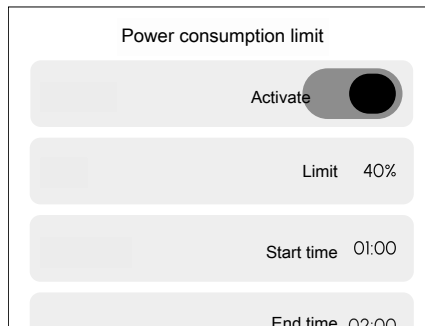 Power consumption limit
Activate
Limit 40%
Start time 01:00
End time 02:00